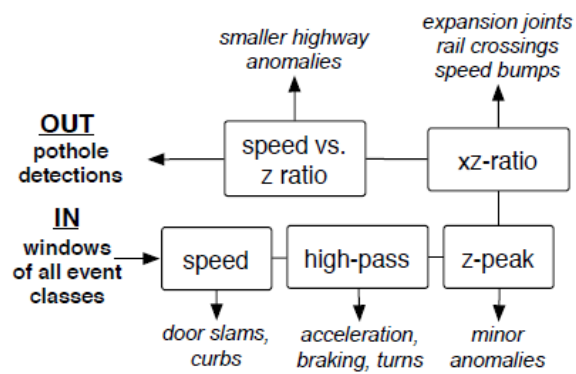 smaller highway
anomalies
expansion joints
rail crossings
speed bumps
OUT
pothole
detections
speed vs.
z ratio
xz-ratio
IN
windows
of all event
classes
speed
high-pass
z-peak
door slams,
curbs
acceleration,
braking, turns
minor
anomalies